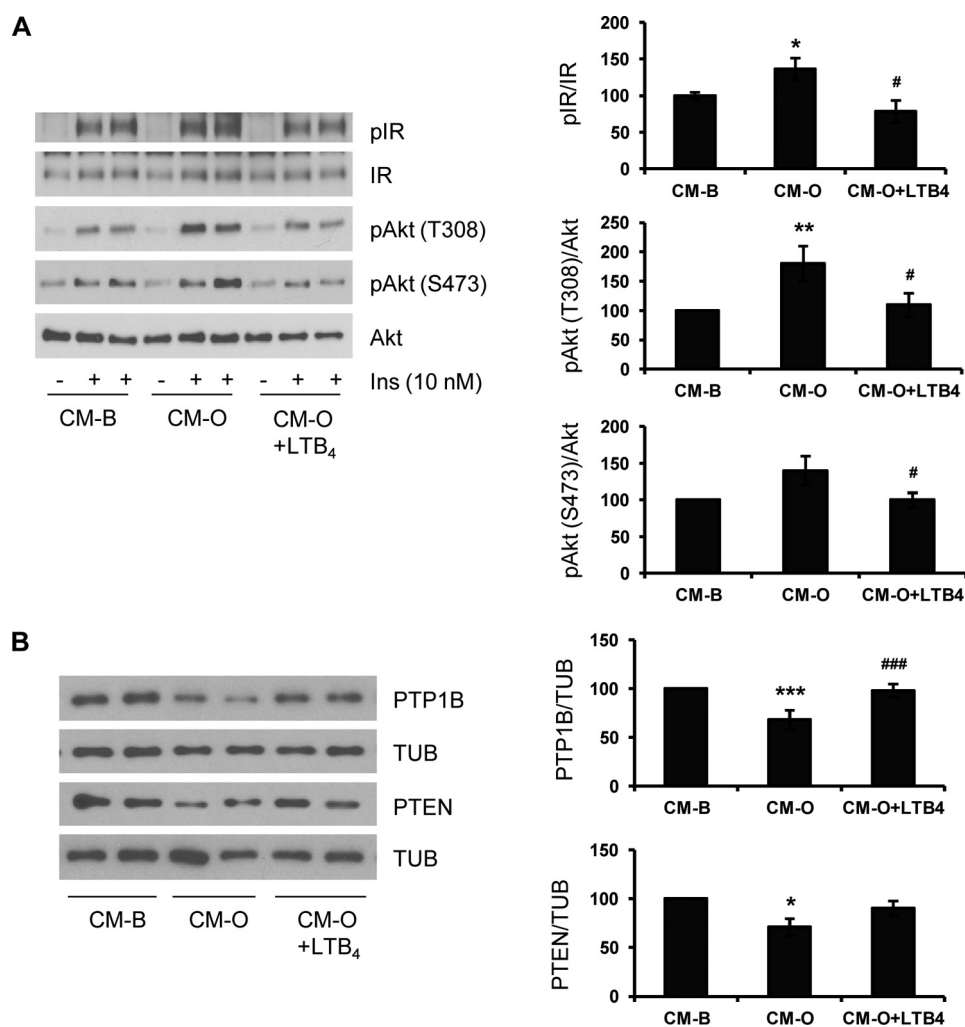 A
pIR
IR
pAkt (T308)
pAkt (S473)
Akt
- + + - + + - + + Ins (10 nM)
CM-B CM-O CM-O
+LTB4
pIR/IR
200
150
100
50
0
*
#
CM-B CM-O CM-O+LTB4
pAkt (T308)/Akt
250
200
150
100
50
0
**
#
CM-B CM-O CM-O+LTB4
pAkt (S473)/Akt
200
150
100
50
0
#
CM-B CM-O CM-O+LTB4
B
PTP1B
TUB
PTEN
TUB
CM-B CM-O CM-O
+LTB4
PTP1B/TUB
150
100
50
0
***
###
CM-B CM-O CM-O+LTB4
PTEN/TUB
150
100
50
0
*
CM-B CM-O CM-O+LTB4